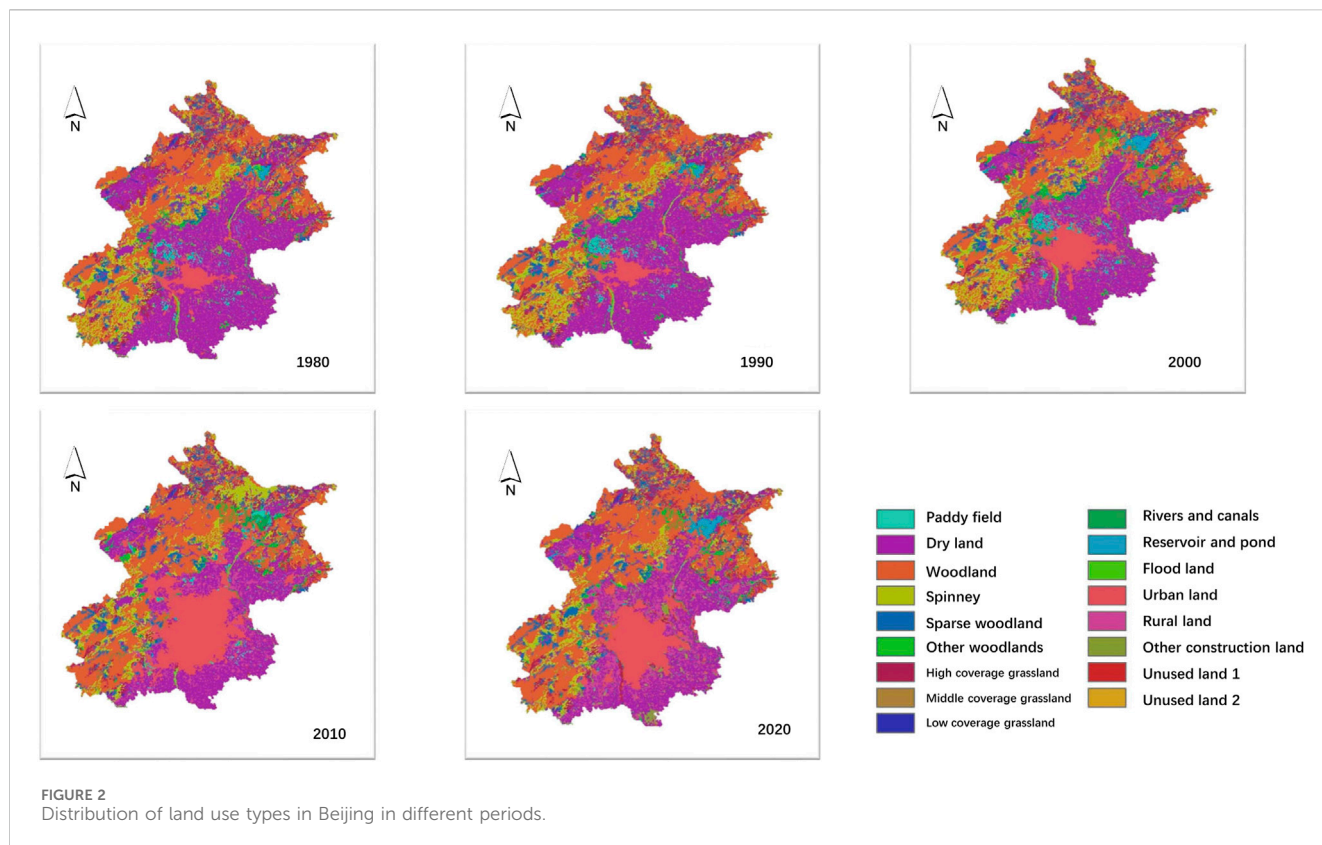 N
1980
N
1990
N
2000
N
2010
N
2020
Paddy field
Dry land
Woodland
Spinney
Sparse woodland
Other woodlands
High coverage grassland
Middle coverage grassland
Low coverage grassland
Rivers and canals
Reservoir and pond
Flood land
Urban land
Rural land
Other construction land
Unused land 1
Unused land 2
FIGURE 2
Distribution of land use types in Beijing in different periods.